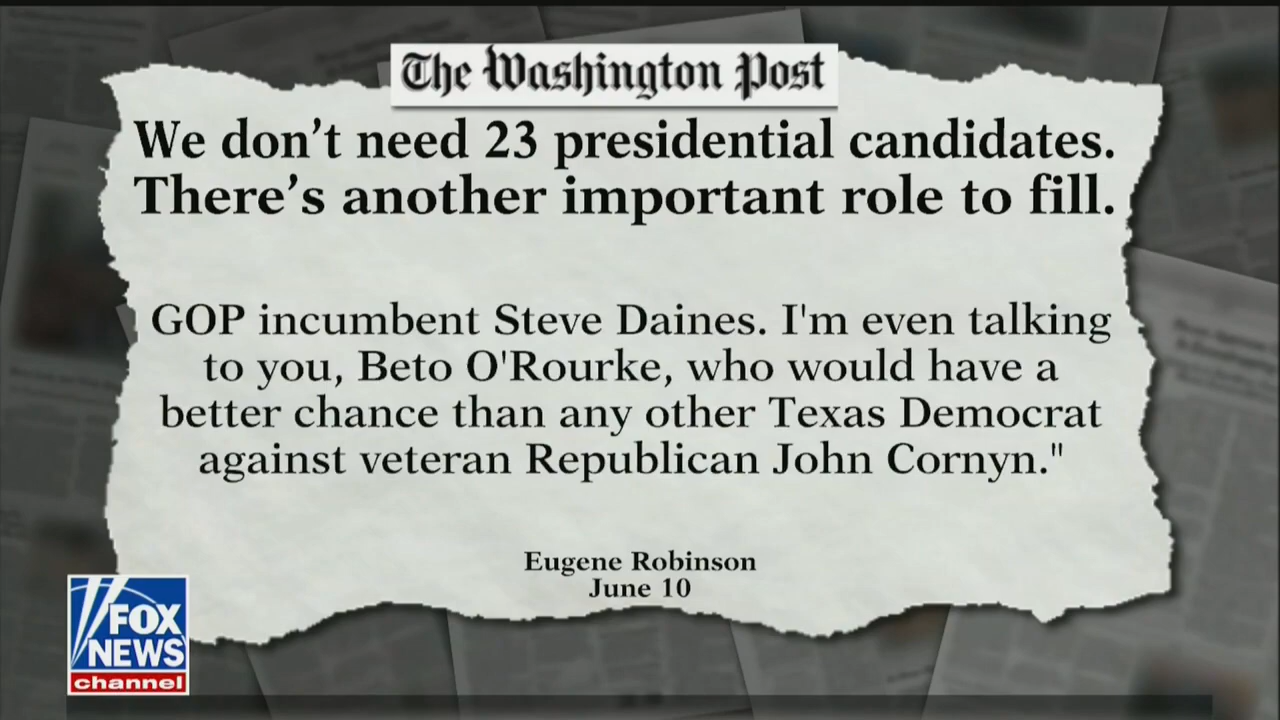 The Washington Post
We don't need 23 presidential candidates.
There's another important role to fill.
GOP incumbent Steve Daines. I'm even talking
to you, Beto O'Rourke, who would have a
better chance than any other Texas Democrat
against veteran Republican John Cornyn."
Eugene Robinson
June 10
FOX
NEWS
channel